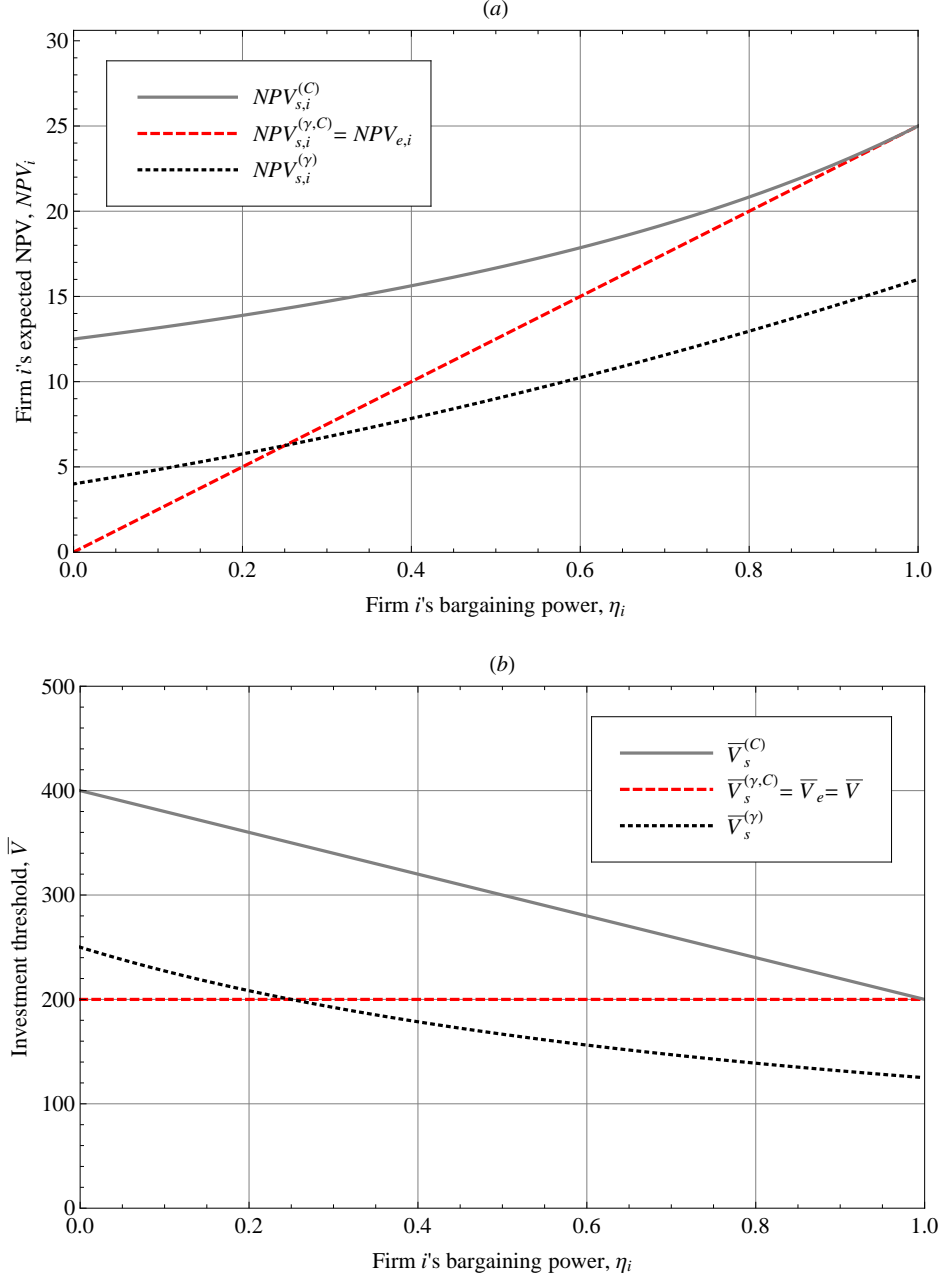 (a)
30
25
20
15
10
5
0
Firm i's expected NPV, NPV_i
NPV_{s,i}^{(C)}
NPV_{s,i}^{(γ,C)} = NPV_{e,i}
NPV_{s,i}^{(γ)}
0.0 0.2 0.4 0.6 0.8 1.0
Firm i's bargaining power, η_i
(b)
500
400
300
200
100
0
Investment threshold, V̅
V̅_s^{(C)}
V̅_s^{(γ,C)} = V̅_e = V̅
V̅_s^{(γ)}
0.0 0.2 0.4 0.6 0.8 1.0
Firm i's bargaining power, η_i